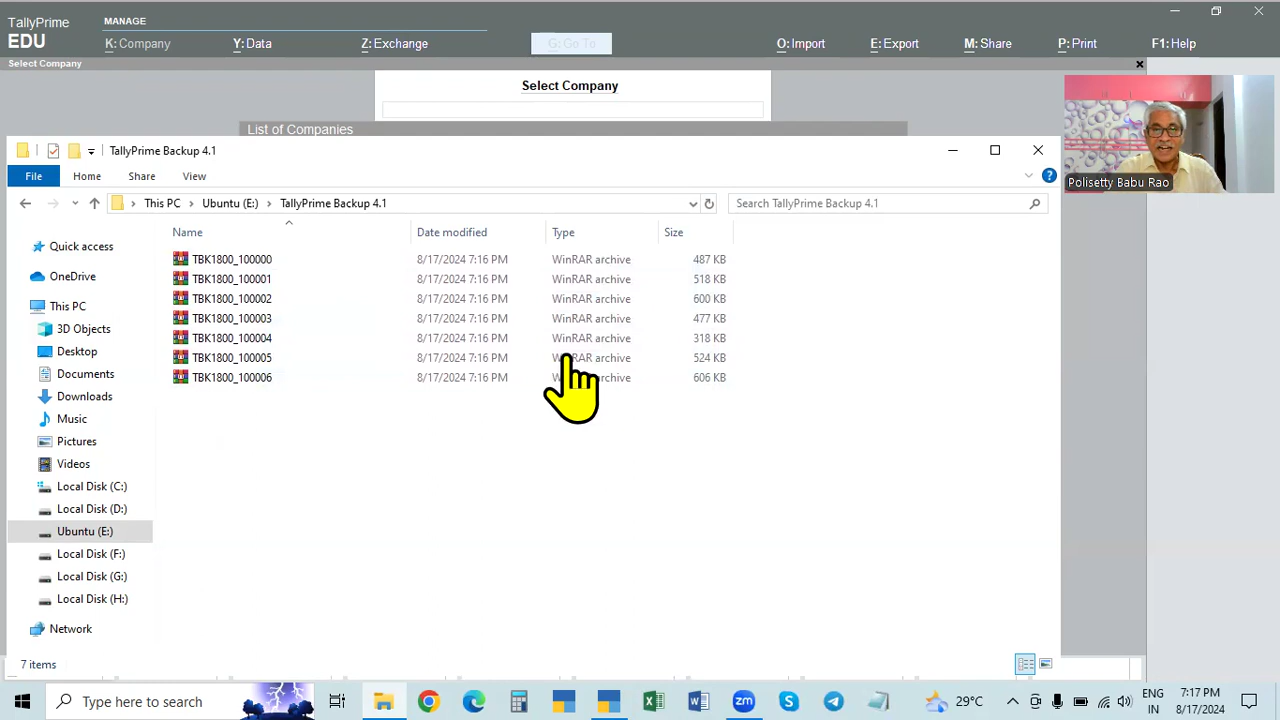 TallyPrime
EDU
MANAGE
K: Company
Y: Data
Z: Exchange
G: Go To
O: Import
E: Export
M: Share
P: Print
F1: Help
Select Company
Select Company
List of Companies
TallyPrime Backup 4.1
File
Home
Share
View
This PC
Ubuntu (E:)
TallyPrime Backup 4.1
Search TallyPrime Backup 4.1
Name
Date modified
Type
Size
TBK1800_100000 8/17/2024 7:16 PM WinRAR archive 487 KB
TBK1800_100001 8/17/2024 7:16 PM WinRAR archive 518 KB
TBK1800_100002 8/17/2024 7:16 PM WinRAR archive 600 KB
TBK1800_100003 8/17/2024 7:16 PM WinRAR archive 477 KB
TBK1800_100004 8/17/2024 7:16 PM WinRAR archive 318 KB
TBK1800_100005 8/17/2024 7:16 PM WinRAR archive 524 KB
TBK1800_100006 8/17/2024 7:16 PM archive 606 KB
Quick access
OneDrive
This PC
3D Objects
Desktop
Documents
Downloads
Music
Pictures
Videos
Local Disk (C:)
Local Disk (D:)
Ubuntu (E:)
Local Disk (F:)
Local Disk (G:)
Local Disk (H:)
Network
7 items
Polisetty Babu Rao
Type here to search
29°C
ENG
IN
7:17 PM
8/17/2024